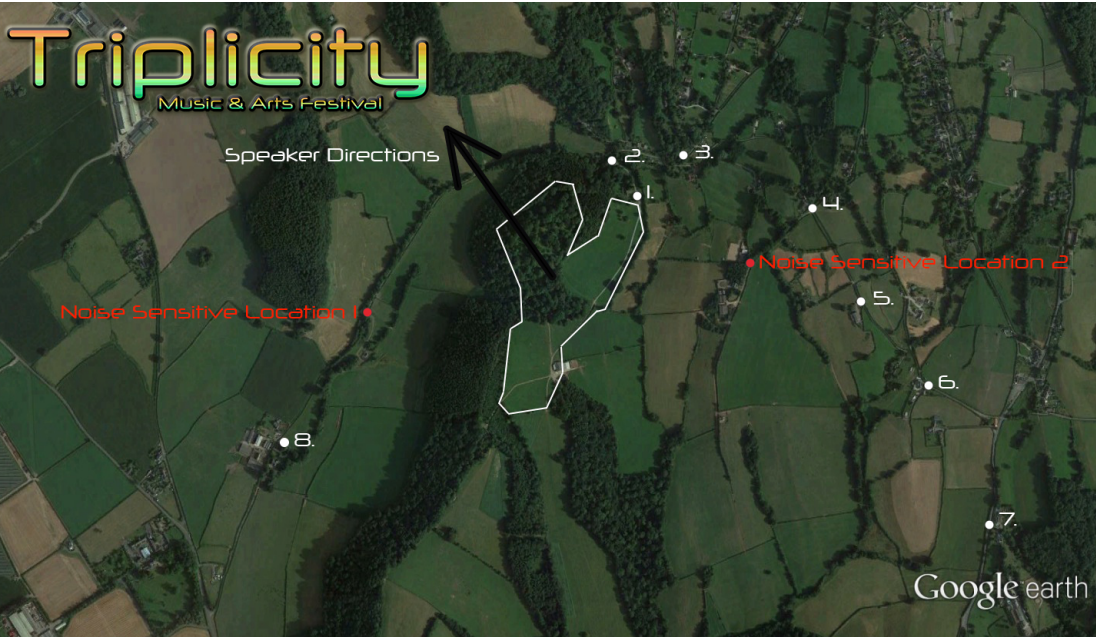 Triplicity
Music & Arts Festival
Speaker Directions
2.
3.
1.
4.
Noise Sensitive Location 2
5.
Noise Sensitive Location 1
6.
8.
7.
Google earth